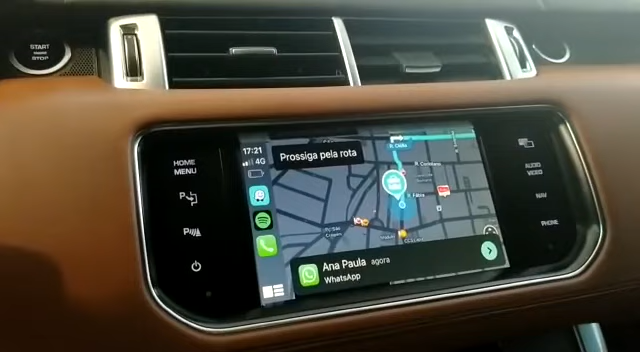 START
STOP
HOME
MENU
P
P
17:21
4G
Prossiga pela rota
Ana Paula agora
WhatsApp
AUDIO
VIDEO
NAV
PHONE